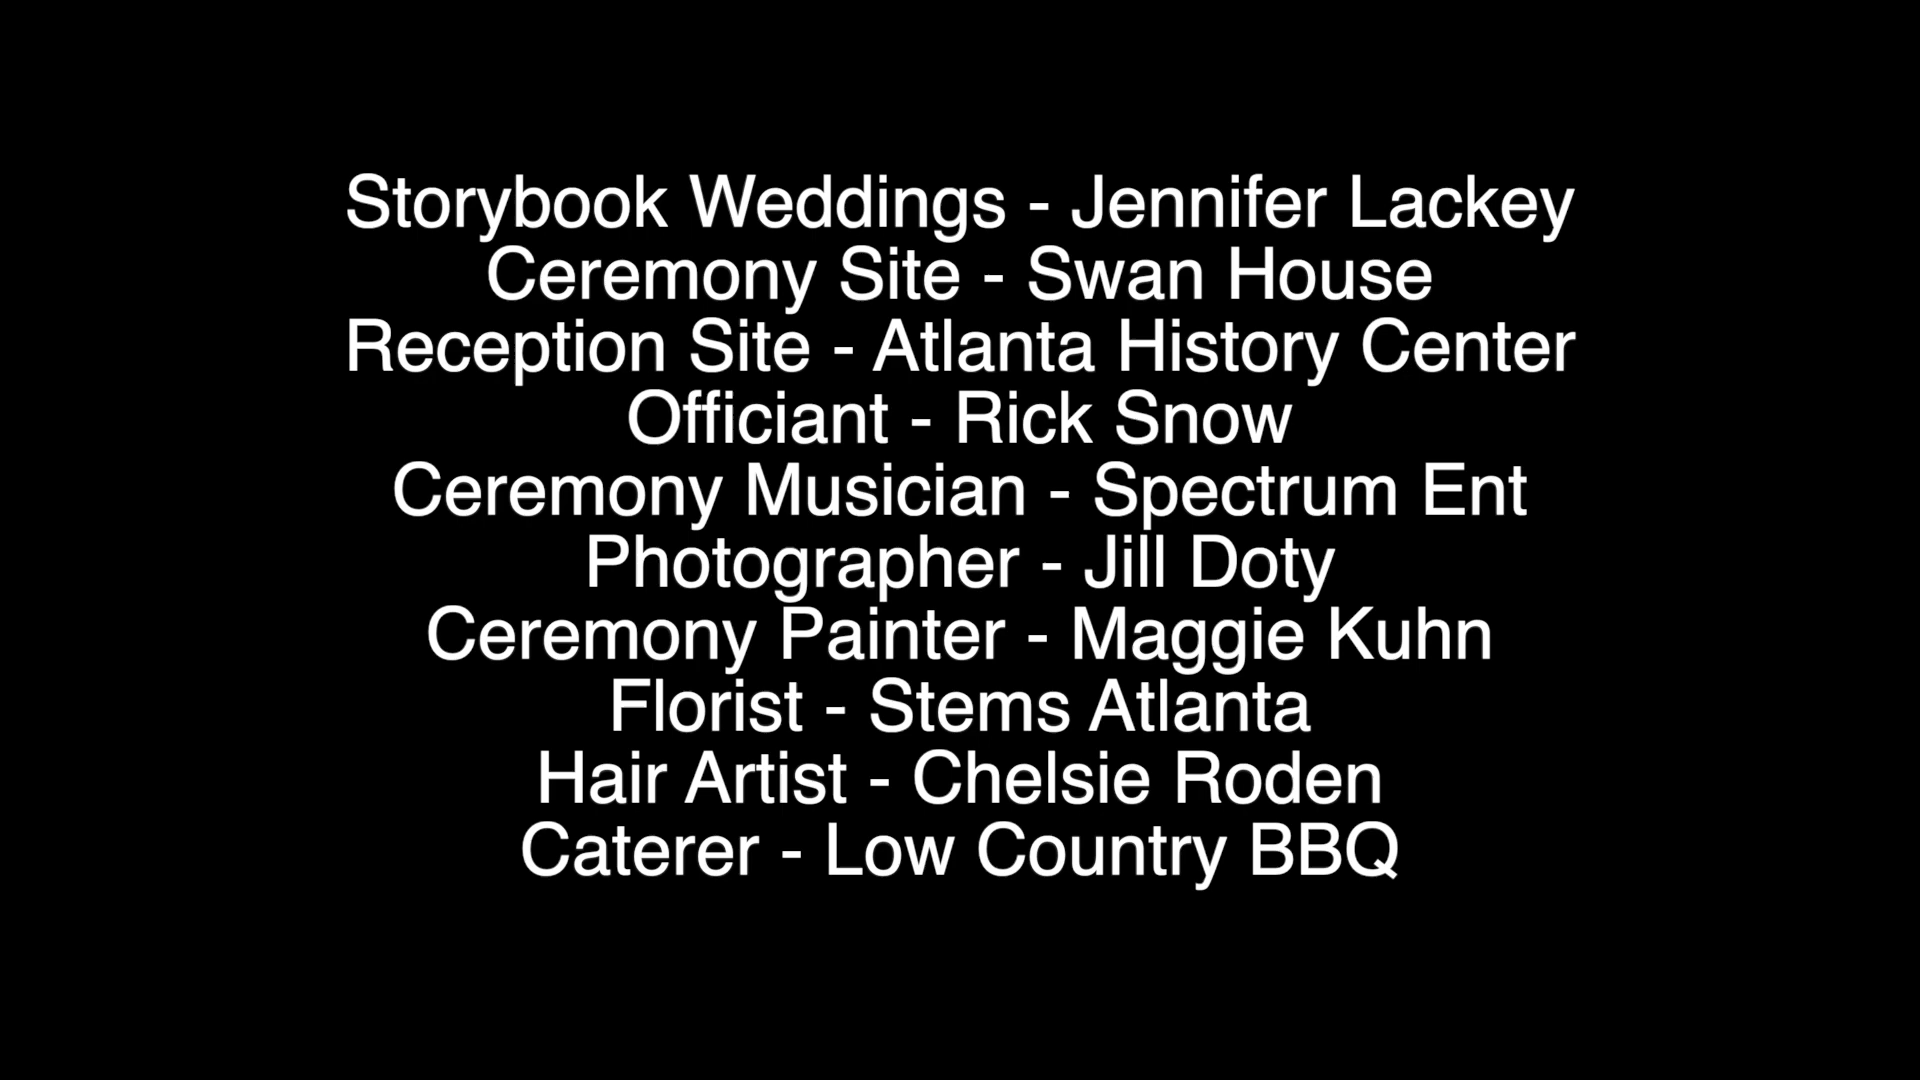 Storybook Weddings - Jennifer Lackey
Ceremony Site - Swan House
Reception Site - Atlanta History Center
Officiant - Rick Snow
Ceremony Musician - Spectrum Ent
Photographer - Jill Doty
Ceremony Painter - Maggie Kuhn
Florist - Stems Atlanta
Hair Artist - Chelsie Roden
Caterer - Low Country BBQ